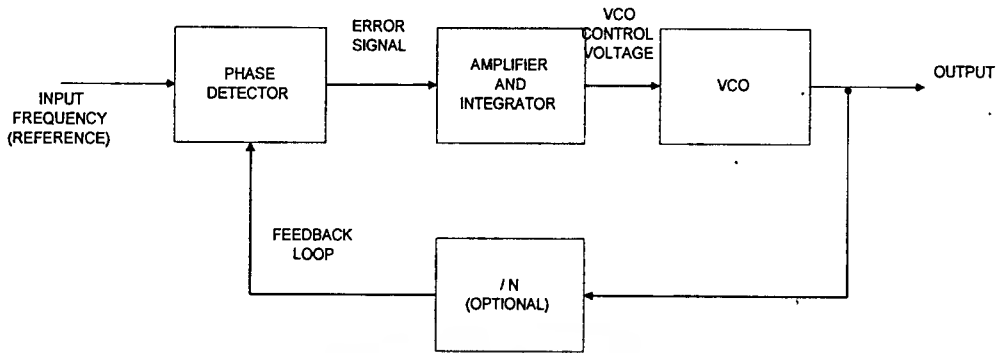 ERROR
SIGNAL
VCO
CONTROL
VOLTAGE
PHASE
DETECTOR
AMPLIFIER
AND
INTEGRATOR
VCO
OUTPUT
INPUT
FREQUENCY
(REFERENCE)
FEEDBACK
LOOP
/ N
(OPTIONAL)